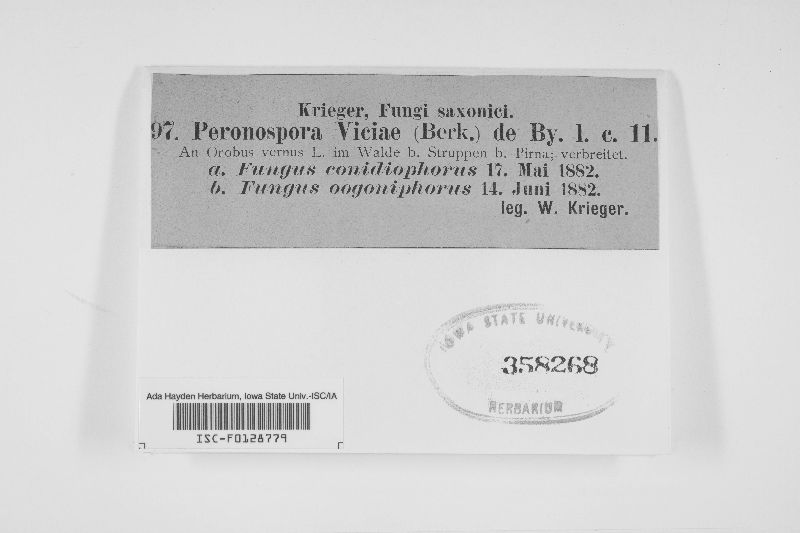 Krieger, Fungi saxonici.
97. Peronospora Viciae (Berk.) de By. l. c. 11.
An Orobus vernus L. im Walde b. Struppen b. Pirna; verbreitet.
a. Fungus conidiophorus 17. Mai 1882.
b. Fungus oogoniphorus 14. Juni 1882.
leg. W. Krieger.
IOWA STATE UNIVERSITY
358268
HERBARIUM
Ada Hayden Herbarium, Iowa State Univ.-ISC/IA
ISC-F0128779